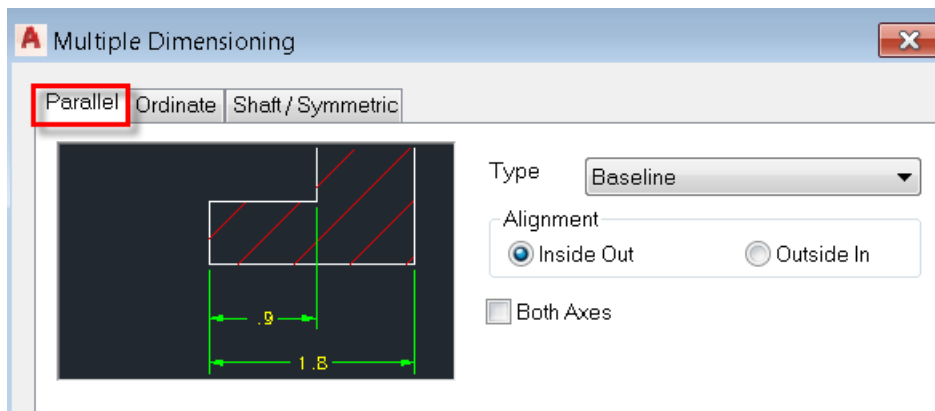 Multiple Dimensioning
Parallel Ordinate Shaft / Symmetric
Type Baseline
Alignment
Inside Out Outside In
Both Axes
.9
1.8